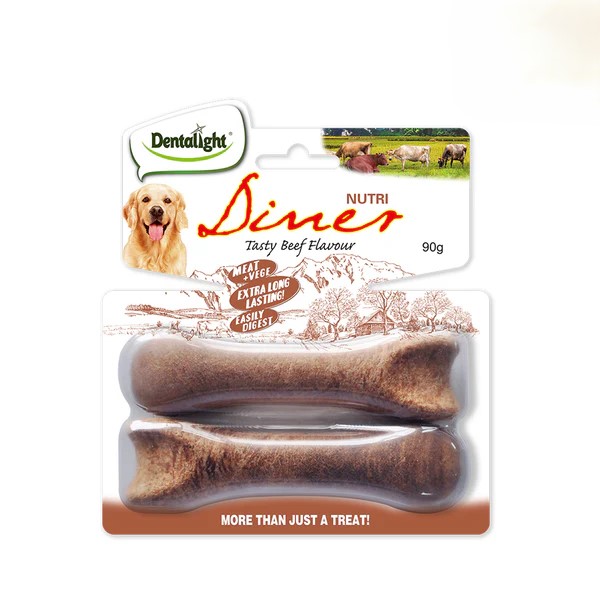 Dentalight®
NUTRI
Diner
Tasty Beef Flavour
90g
MEAT
+VEGE
EXTRA LONG
LASTING!
EASILY
DIGEST
MORE THAN JUST A TREAT!